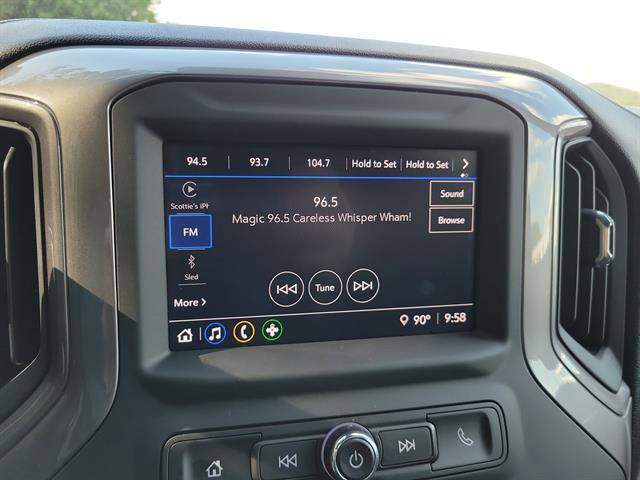 94.5 93.7 104.7 Hold to Set Hold to Set
Scottie's iPh
96.5
Sound
Magic 96.5 Careless Whisper Wham!
FM
Browse
Sled
Tune
More
90° 9:58